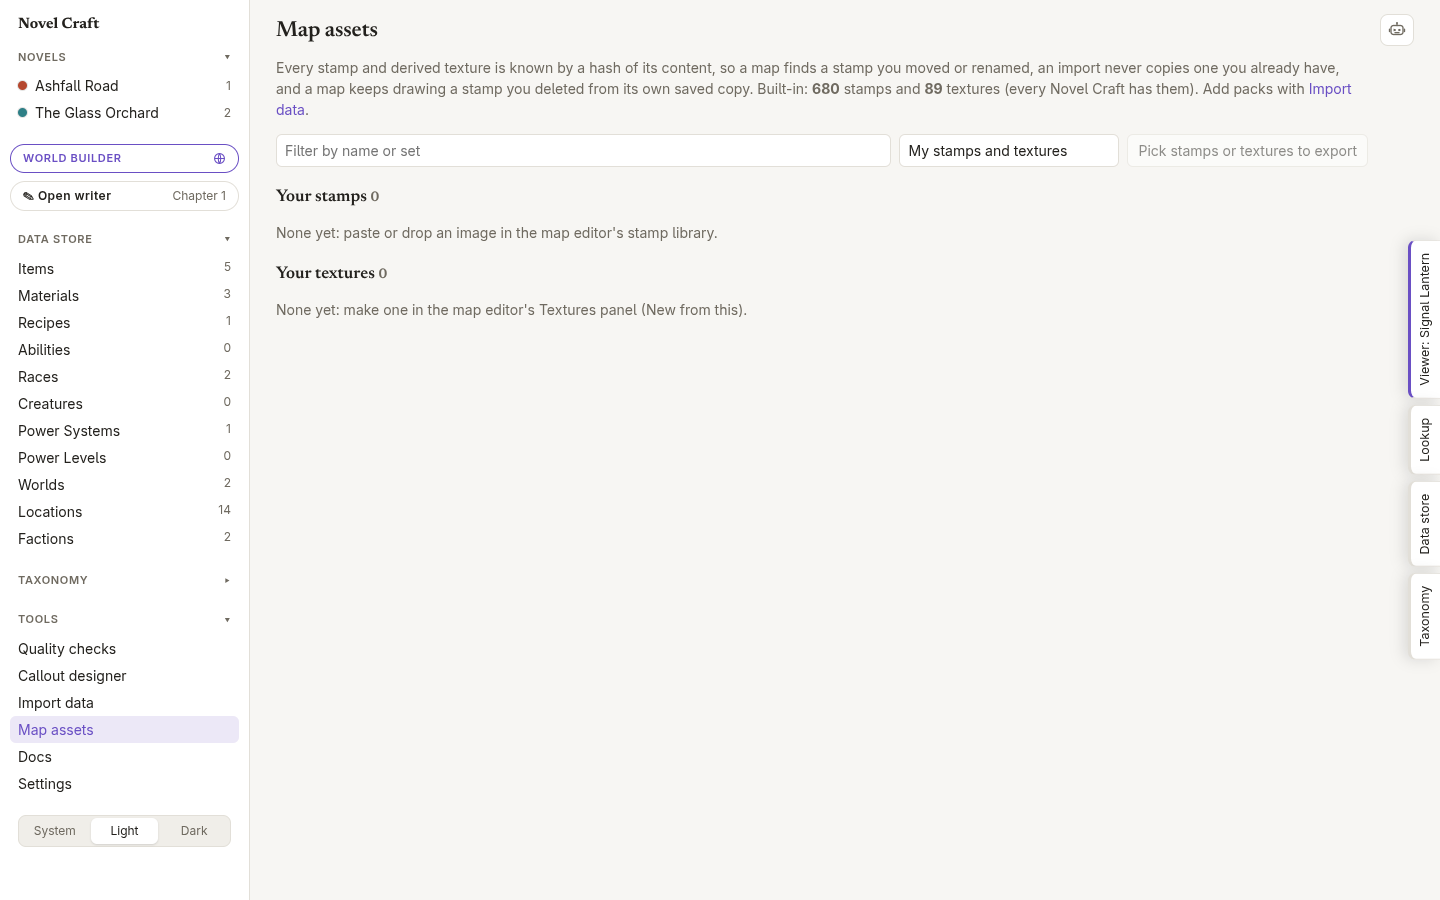 Novel Craft
NOVELS
Ashfall Road 1
The Glass Orchard 2
WORLD BUILDER
Open writer Chapter 1
DATA STORE
Items 5
Materials 3
Recipes 1
Abilities 0
Races 2
Creatures 0
Power Systems 1
Power Levels 0
Worlds 2
Locations 14
Factions 2
TAXONOMY
TOOLS
Quality checks
Callout designer
Import data
Map assets
Docs
Settings
System Light Dark
Map assets
Every stamp and derived texture is known by a hash of its content, so a map finds a stamp you moved or renamed, an import never copies one you already have,
and a map keeps drawing a stamp you deleted from its own saved copy. Built-in: 680 stamps and 89 textures (every Novel Craft has them). Add packs with Import
data.
Filter by name or set
My stamps and textures
Pick stamps or textures to export
Your stamps 0
None yet: paste or drop an image in the map editor's stamp library.
Your textures 0
None yet: make one in the map editor's Textures panel (New from this).
Viewer: Signal Lantern
Lookup
Data store
Taxonomy